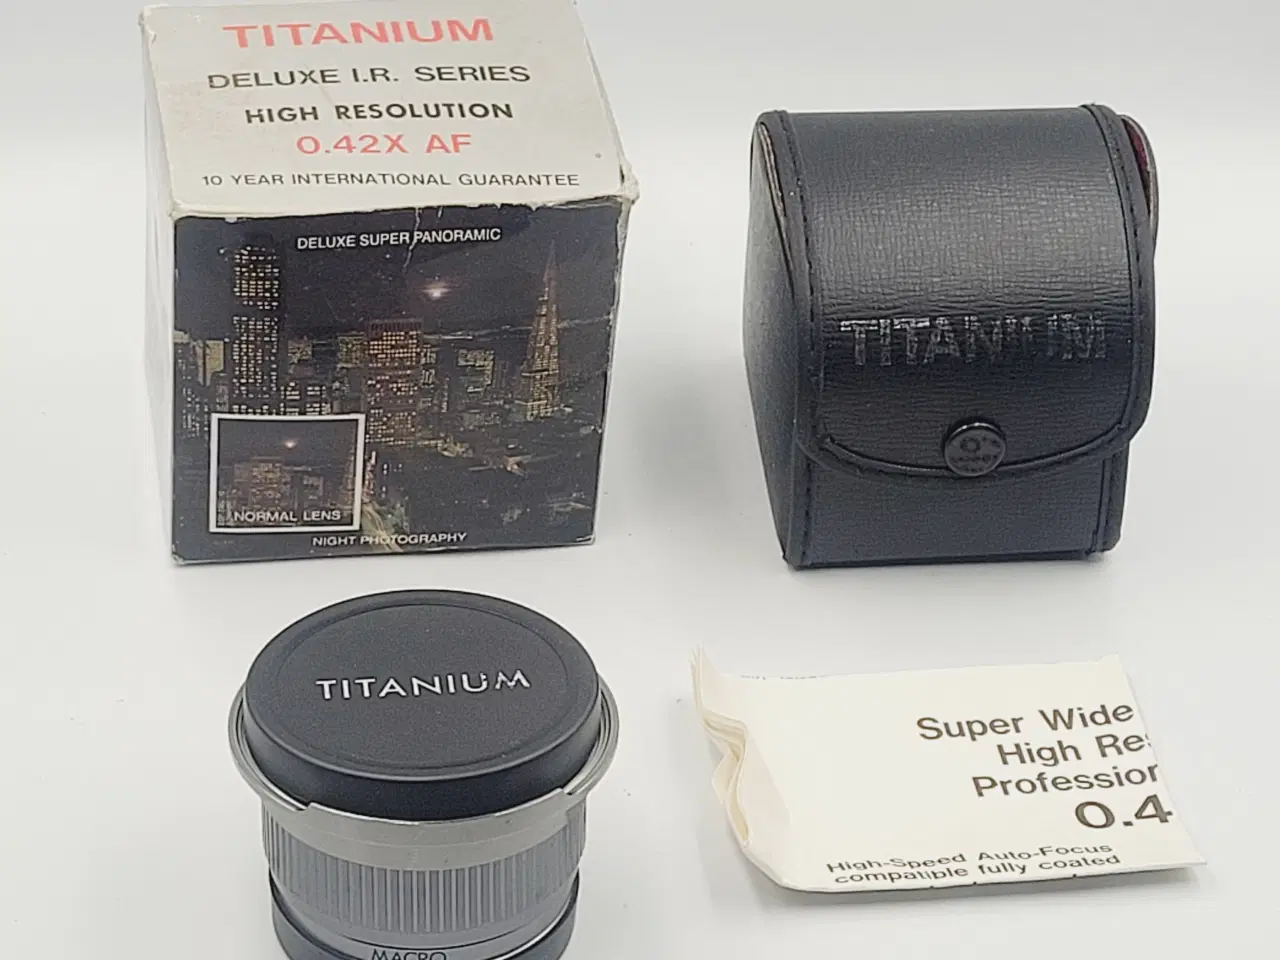 TITANIUM
DELUXE I.R. SERIES
HIGH RESOLUTION
0.42X AF
10 YEAR INTERNATIONAL GUARANTEE
DELUXE SUPER PANORAMIC
NORMAL LENS
NIGHT PHOTOGRAPHY
TITANIUM
TITANIUM
MACRO
Super Wide
High Res
Profession
0.4
High-Speed Auto-Focus
compatible fully coated